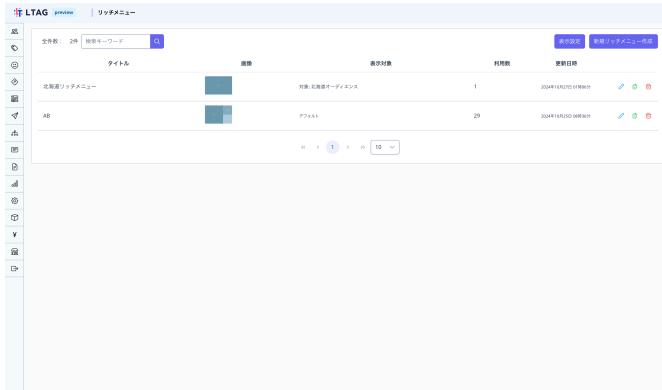 LTAG preview リッチメニュー
全件数： 2件 検索キーワード 表示設定 新規リッチメニュー作成
タイトル 画像 表示対象 利用数 更新日時
北海道リッチメニュー 対象: 北海道オーディエンス 1 2024年10月27日 01時06分
AB デフォルト 29 2024年10月25日 06時36分
« ‹ 1 › » 10